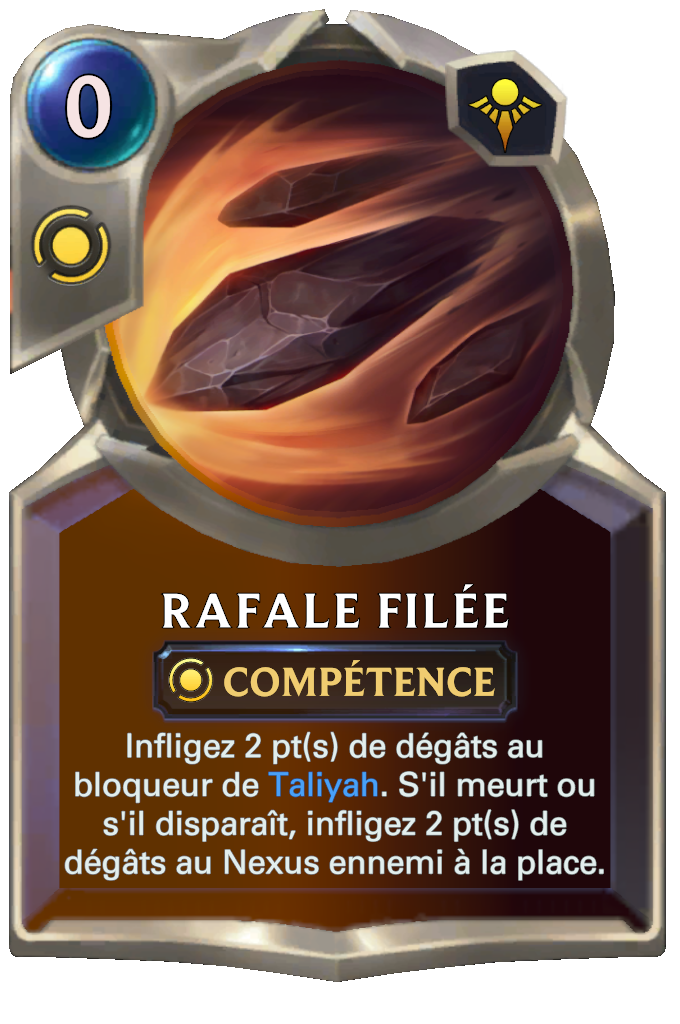 0
RAFALE FILÉE
COMPÉTENCE
Infligez 2 pt(s) de dégâts au
bloqueur de Taliyah. S'il meurt ou
s'il disparaît, infligez 2 pt(s) de
dégâts au Nexus ennemi à la place.